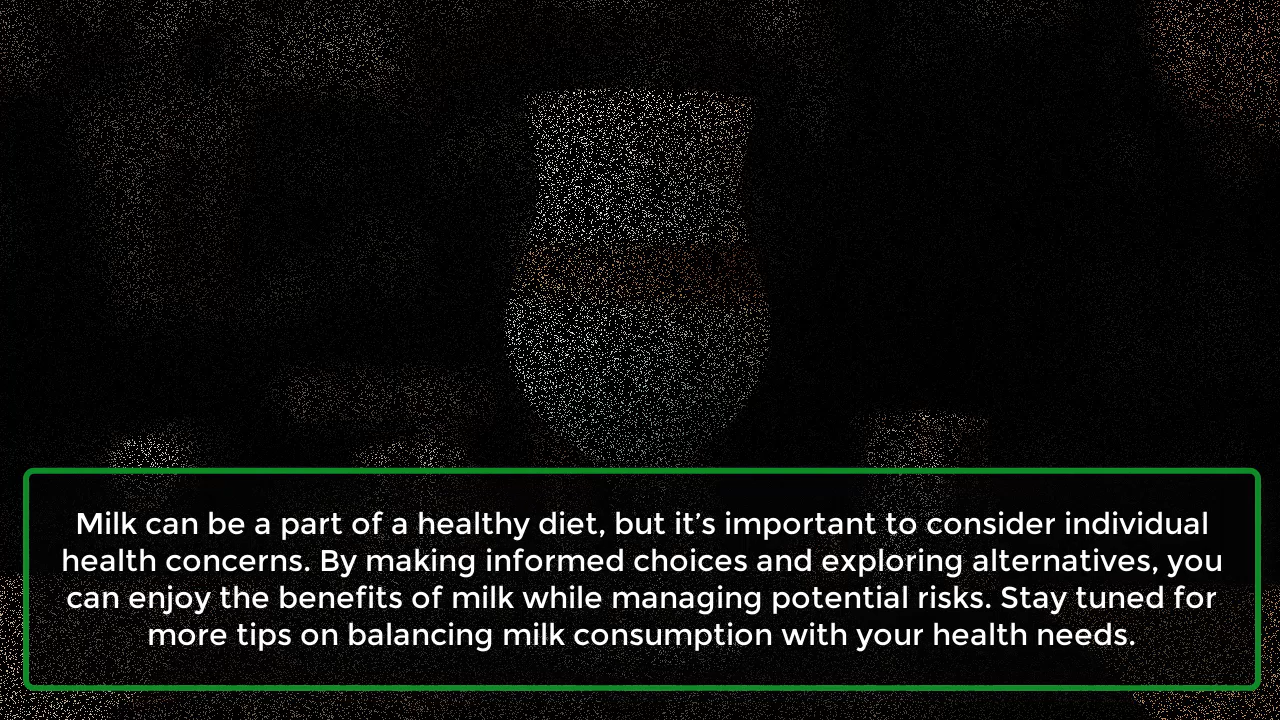 Milk can be a part of a healthy diet, but it’s important to consider individual
health concerns. By making informed choices and exploring alternatives, you
can enjoy the benefits of milk while managing potential risks. Stay tuned for
more tips on balancing milk consumption with your health needs.